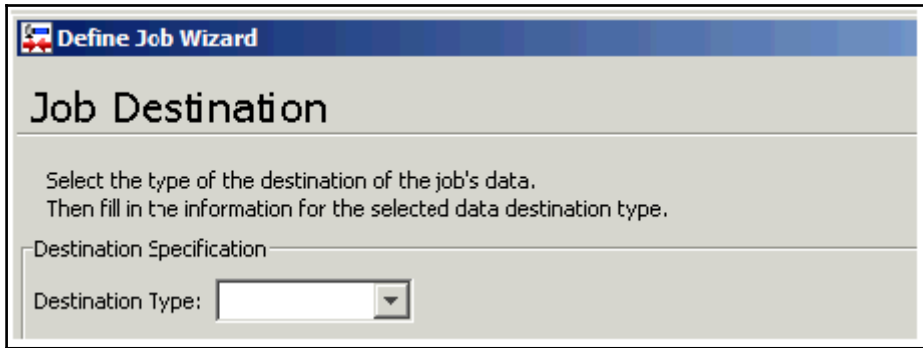 Define Job Wizard
Job Destination
Select the type of the destination of the job's data.
Then fill in the information for the selected data destination type.
Destination Specification
Destination Type: